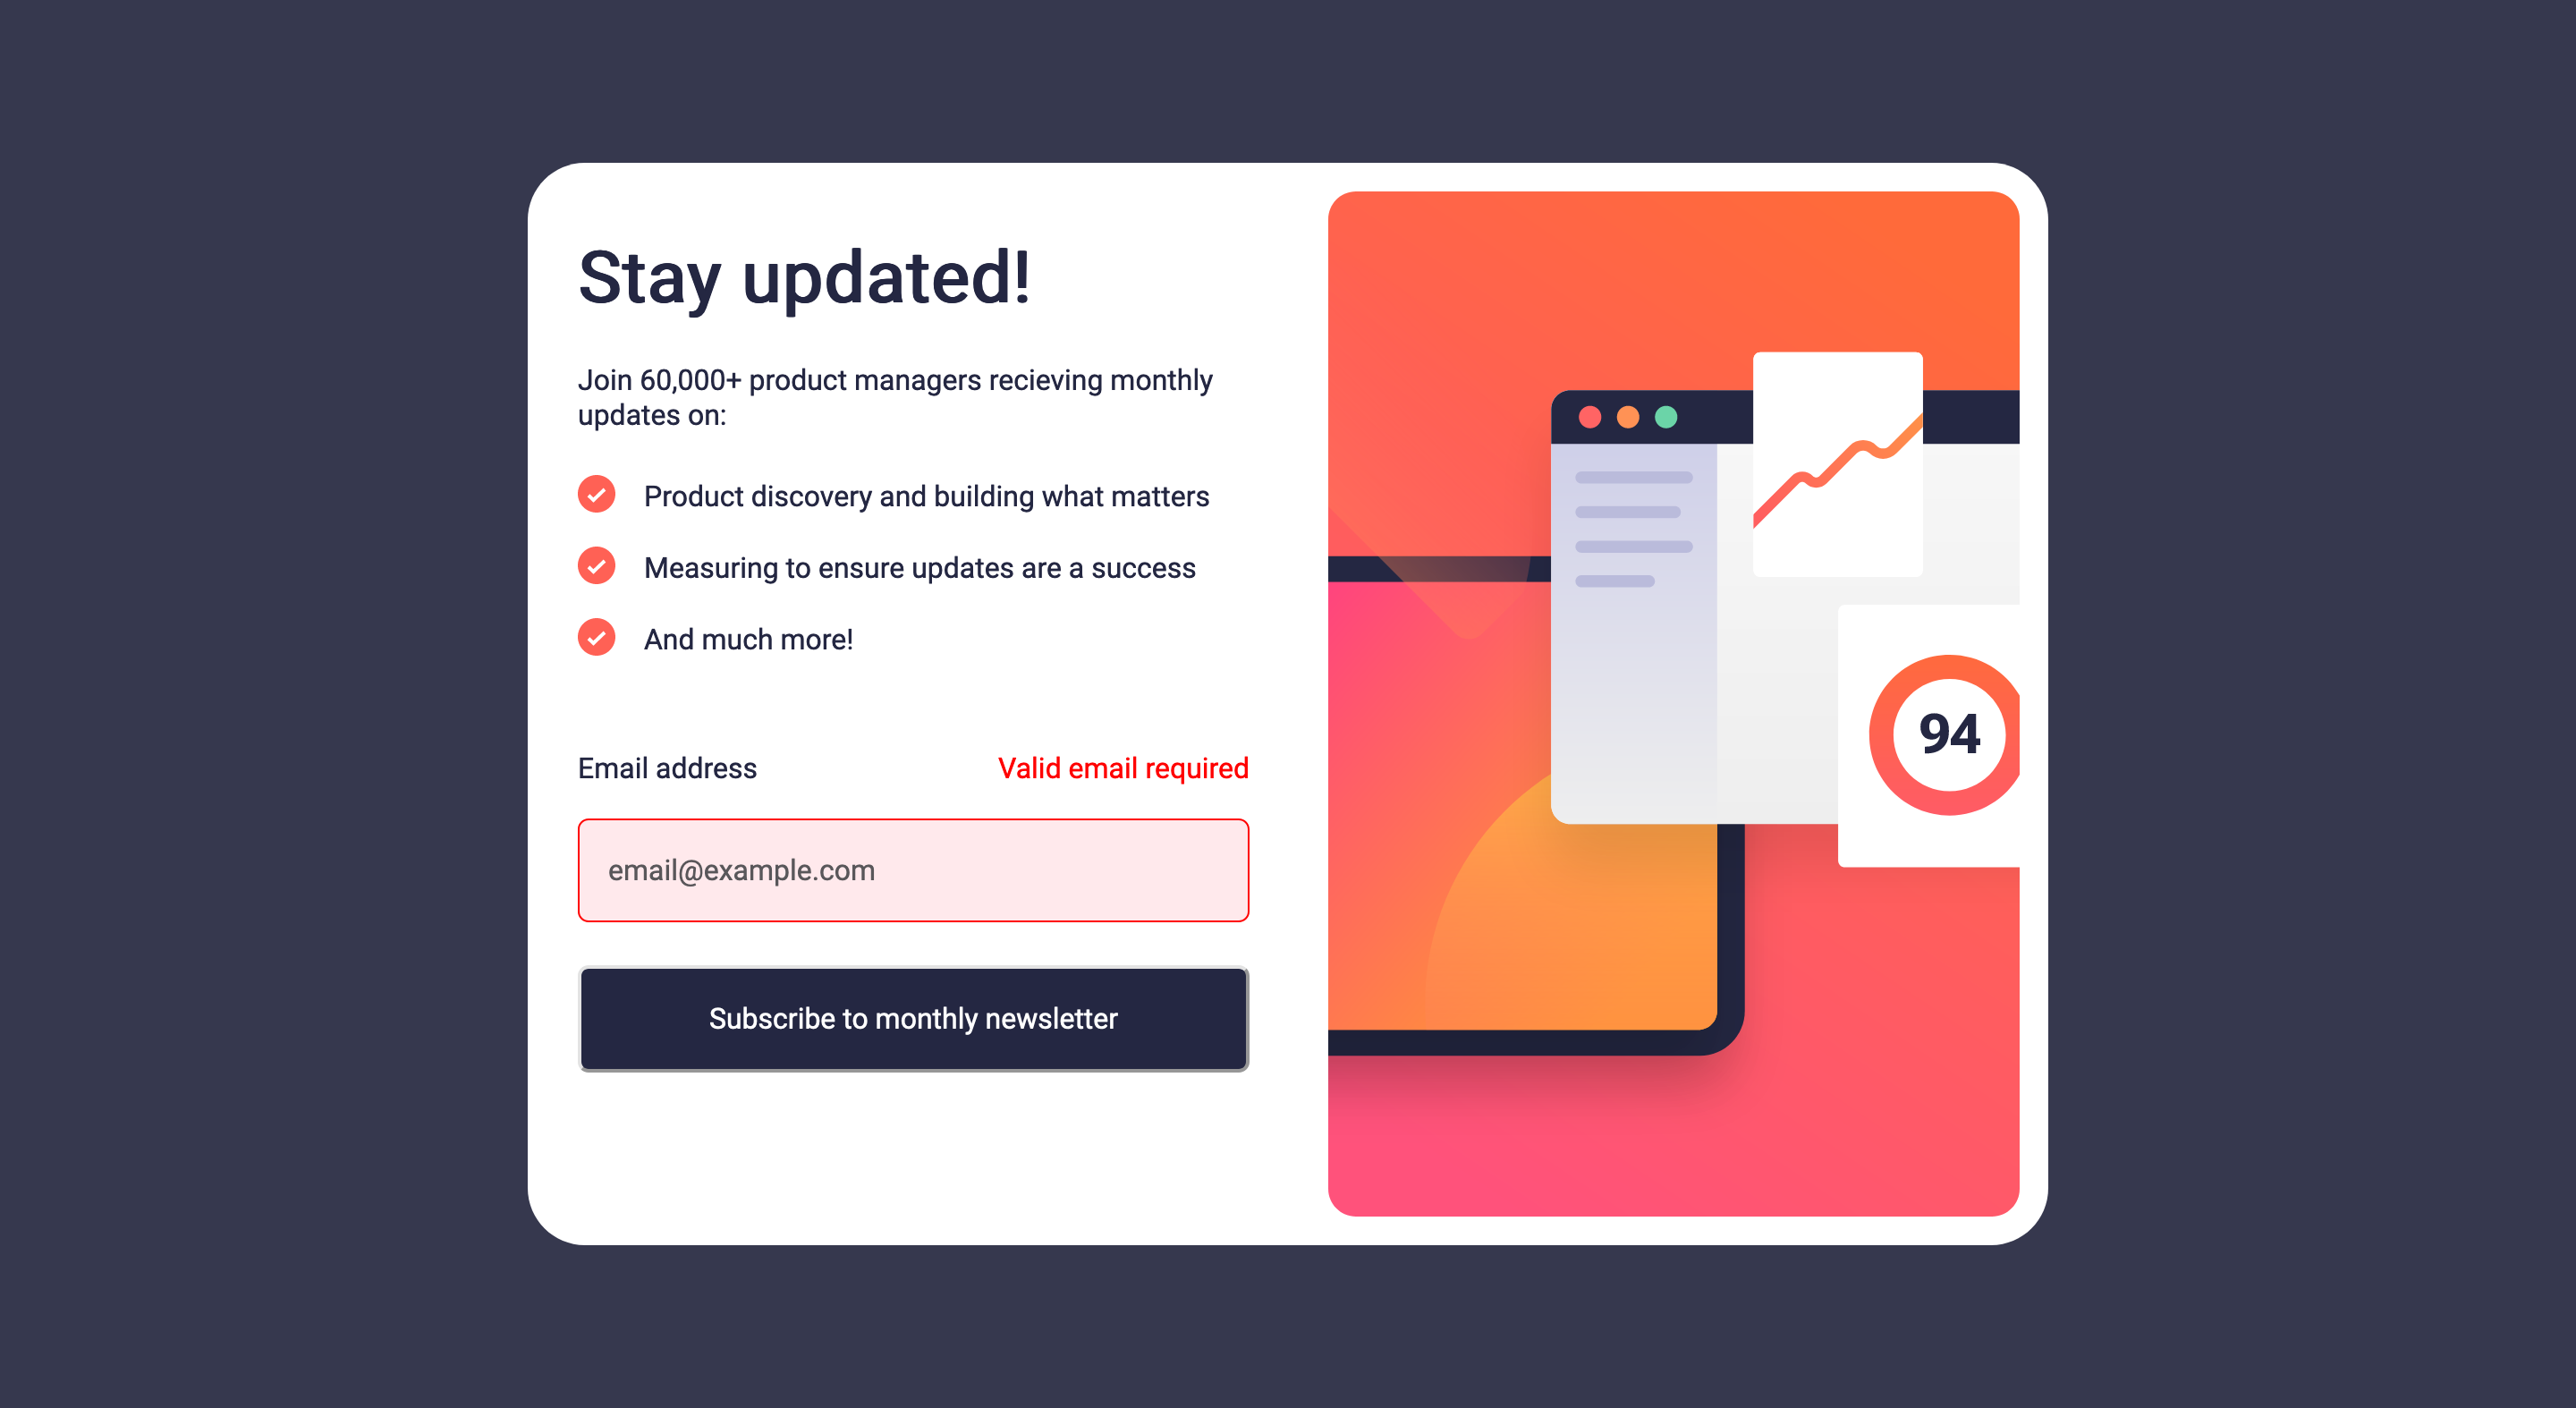 Stay updated!
Join 60,000+ product managers recieving monthly
updates on:
Product discovery and building what matters
Measuring to ensure updates are a success
And much more!
Email address
Valid email required
email@example.com
Subscribe to monthly newsletter
94